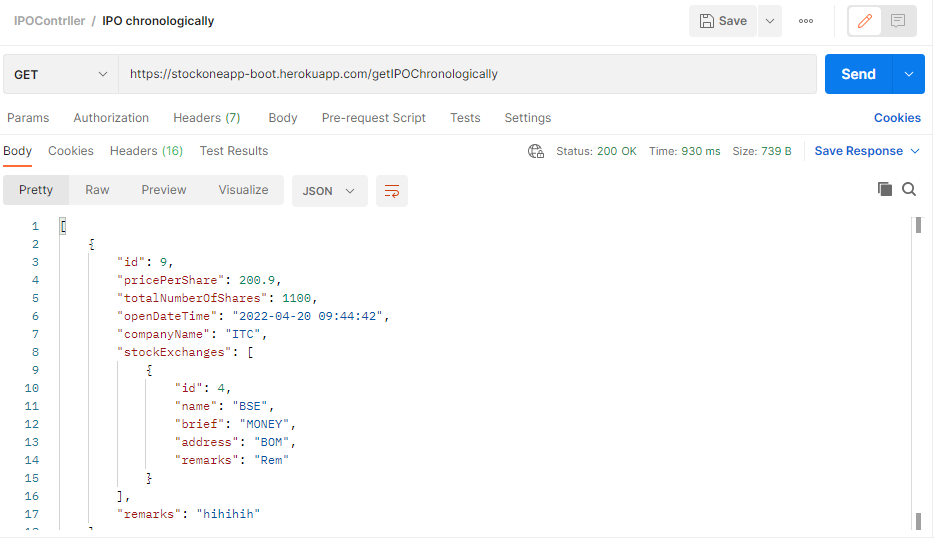 IPOContrller / IPO chronologically
Save
GET
https://stockoneapp-boot.herokuapp.com/getIPOChronologically
Send
Params Authorization Headers (7) Body Pre-request Script Tests Settings Cookies
Body Cookies Headers (16) Test Results Status: 200 OK Time: 930 ms Size: 739 B Save Response
Pretty Raw Preview Visualize JSON
1 [
2 {
3 "id": 9,
4 "pricePerShare": 200.9,
5 "totalNumberOfShares": 1100,
6 "openDateTime": "2022-04-20 09:44:42",
7 "companyName": "ITC",
8 "stockExchanges": [
9 {
10 "id": 4,
11 "name": "BSE",
12 "brief": "MONEY",
13 "address": "BOM",
14 "remarks": "Rem"
15 }
16 ],
17 "remarks": "hihihih"